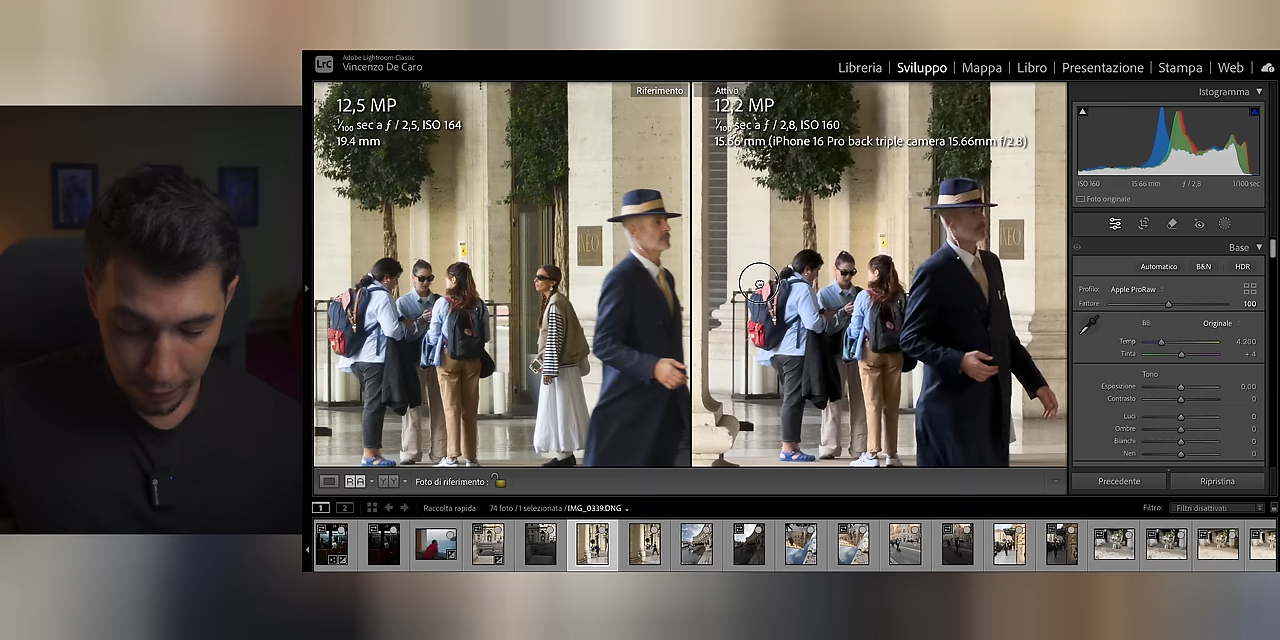 Lrc
Adobe Lightroom Classic
Vincenzo De Caro
Libreria | Sviluppo | Mappa | Libro | Presentazione | Stampa | Web
12,5 MP
1/100 sec a ƒ / 2,5, ISO 164
19.4 mm
Riferimento
Attivo
12,2 MP
1/100 sec a ƒ / 2,8, ISO 160
15.66 mm (iPhone 16 Pro back triple camera 15.66mm f/2.8)
Istogramma
ISO 160 15.66 mm ƒ / 2,8 1/100 sec
Foto originale
Base
Automatico B&N HDR
Profilo: Apple ProRaw
Fattore 100
BB: Originale
Temp 4.200
Tinta + 4
Tono
Esposizione 0,00
Contrasto 0
Luci 0
Ombre 0
Bianchi 0
Neri 0
Precedente Ripristina
R A Y Y Foto di riferimento :
1 2 Raccolta rapida 74 foto / 1 selezionata / IMG_0339.DNG
Filtro: Filtri disattivati